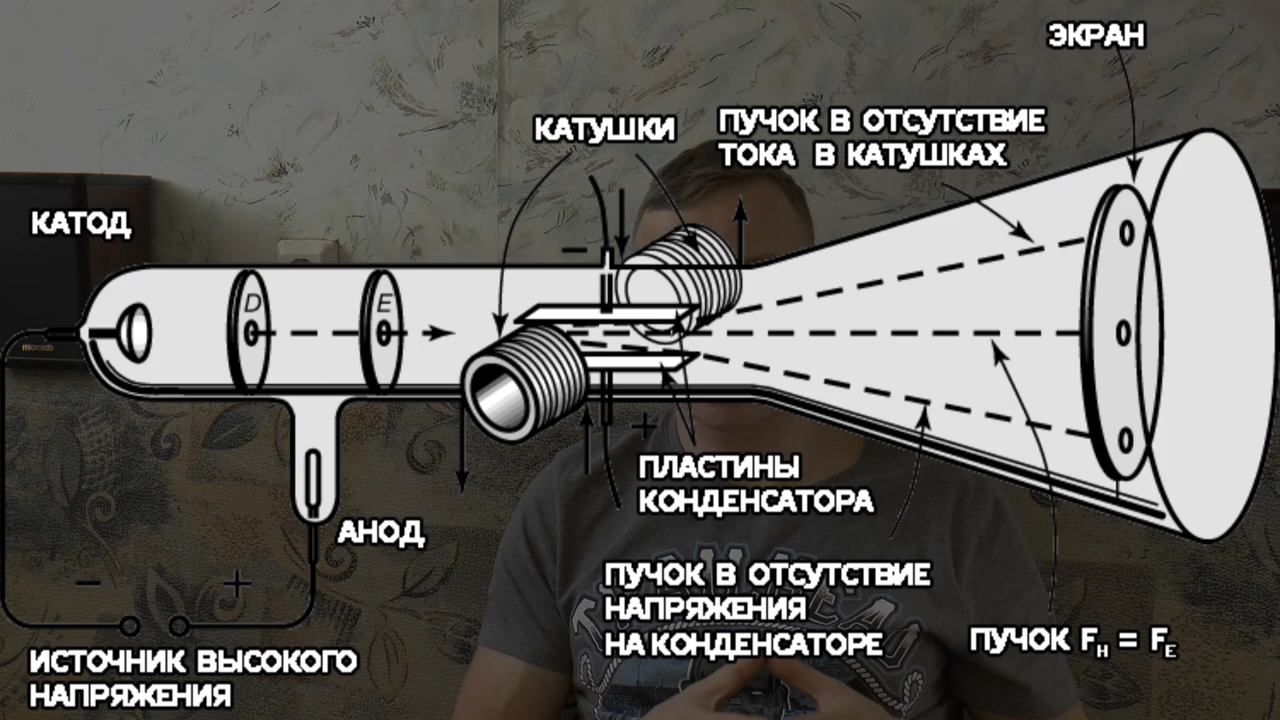 ЭКРАН
КАТУШКИ
ПУЧОК В ОТСУТСТВИЕ
ТОКА В КАТУШКАХ
КАТОД
−
D
E
microlab
+
ПЛАСТИНЫ
КОНДЕНСАТОРА
АНОД
− +
ПУЧОК В ОТСУТСТВИЕ
НАПРЯЖЕНИЯ
НА КОНДЕНСАТОРЕ
ПУЧОК Fн = FE
ИСТОЧНИК ВЫСОКОГО
НАПРЯЖЕНИЯ